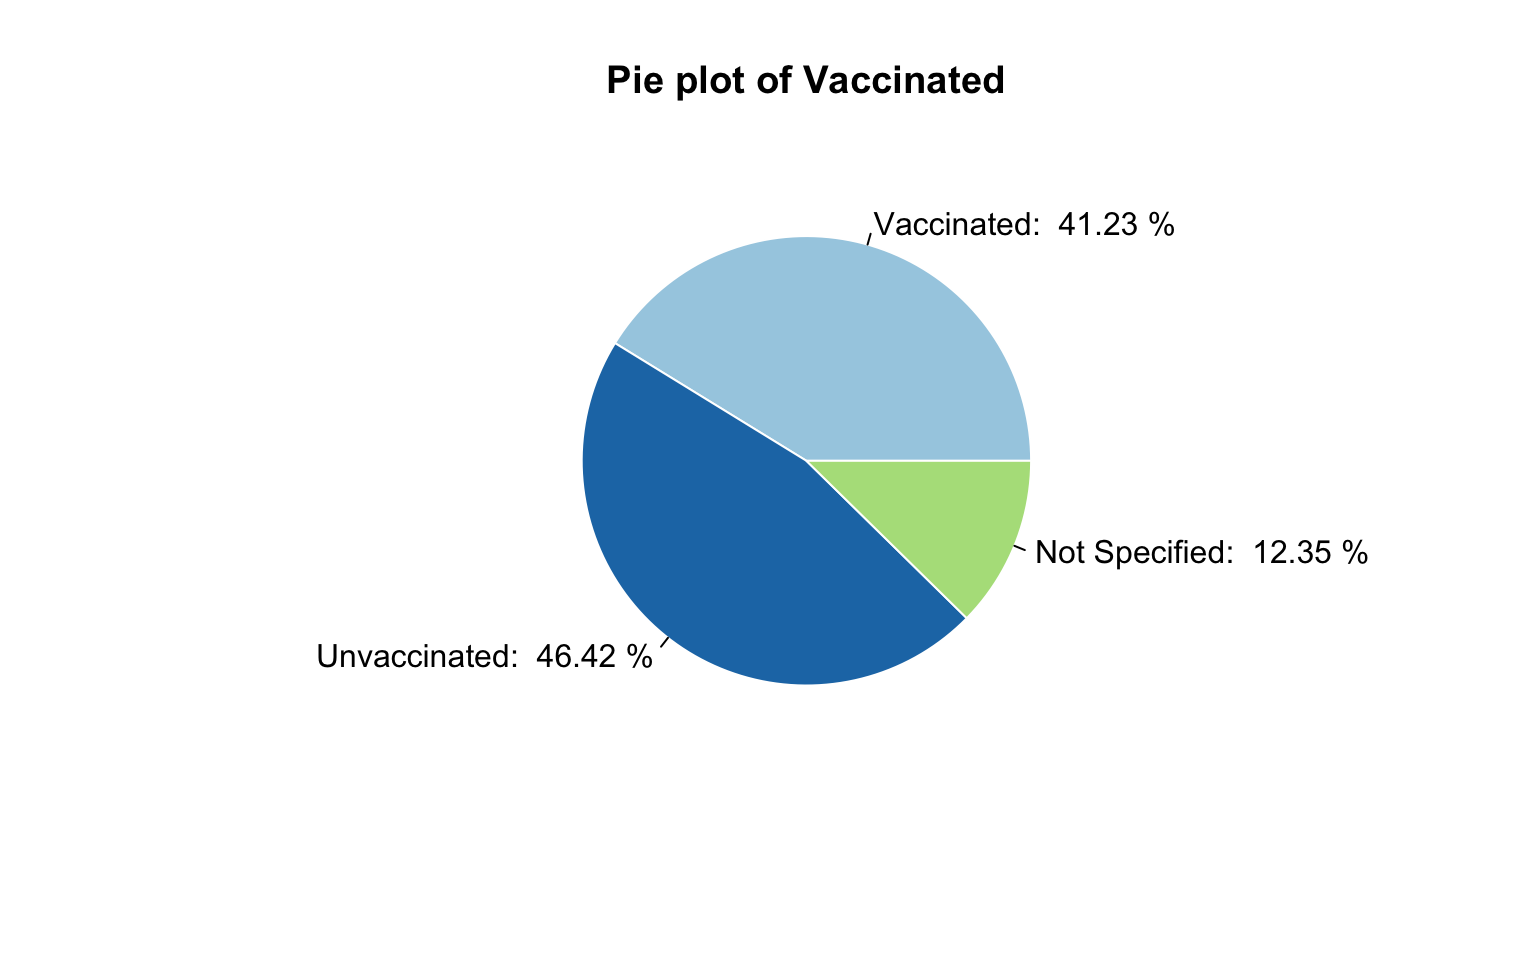 Pie plot of Vaccinated
Vaccinated:  41.23 %
Not Specified:  12.35 %
Unvaccinated:  46.42 %